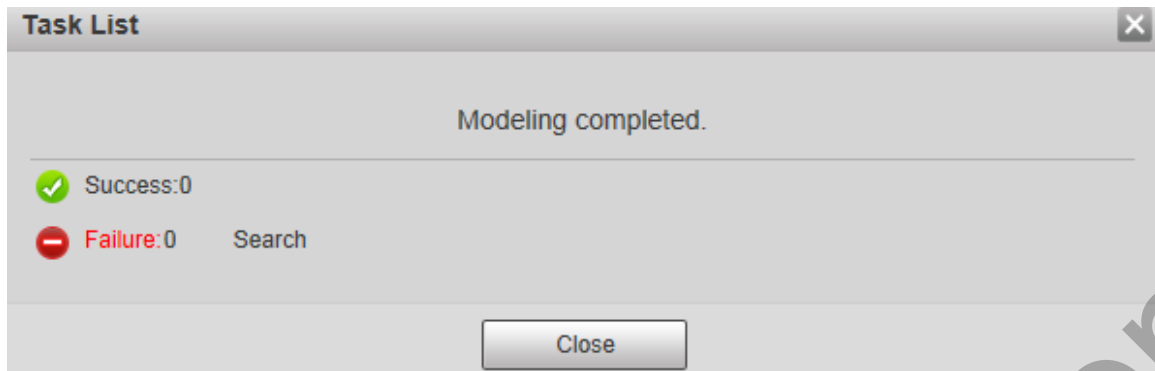 Task List
Modeling completed.
Success:0
Failure:0 Search
Close